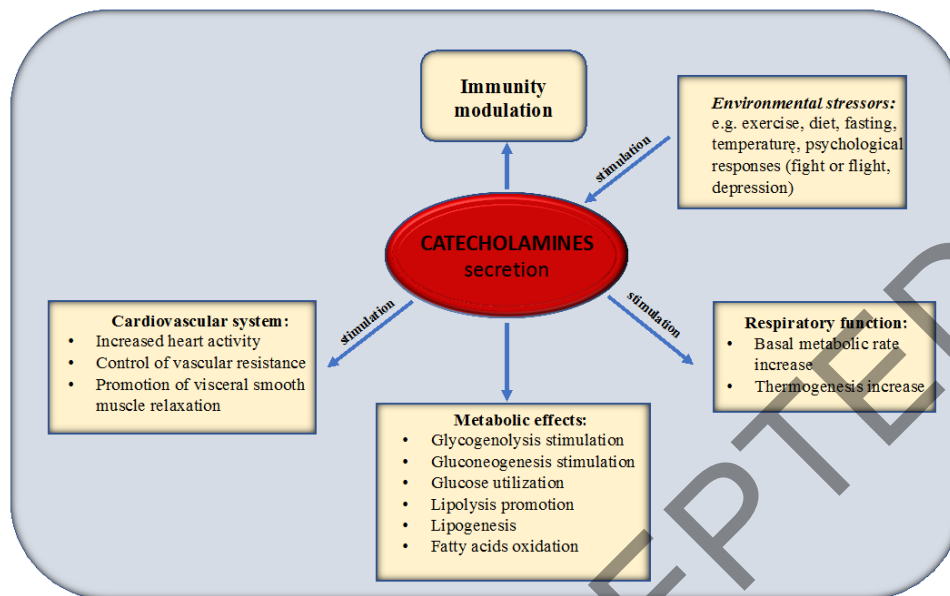 Immunity
modulation
Environmental stressors:
e.g. exercise, diet, fasting,
temperaturę, psychological
responses (fight or flight,
depression)
stimulation
CATECHOLAMINES
secretion
stimulation
stimulation
Cardiovascular system:
• Increased heart activity
• Control of vascular resistance
• Promotion of visceral smooth
muscle relaxation
Respiratory function:
• Basal metabolic rate
increase
• Thermogenesis increase
Metabolic effects:
• Glycogenolysis stimulation
• Gluconeogenesis stimulation
• Glucose utilization
• Lipolysis promotion
• Lipogenesis
• Fatty acids oxidation
EPTED